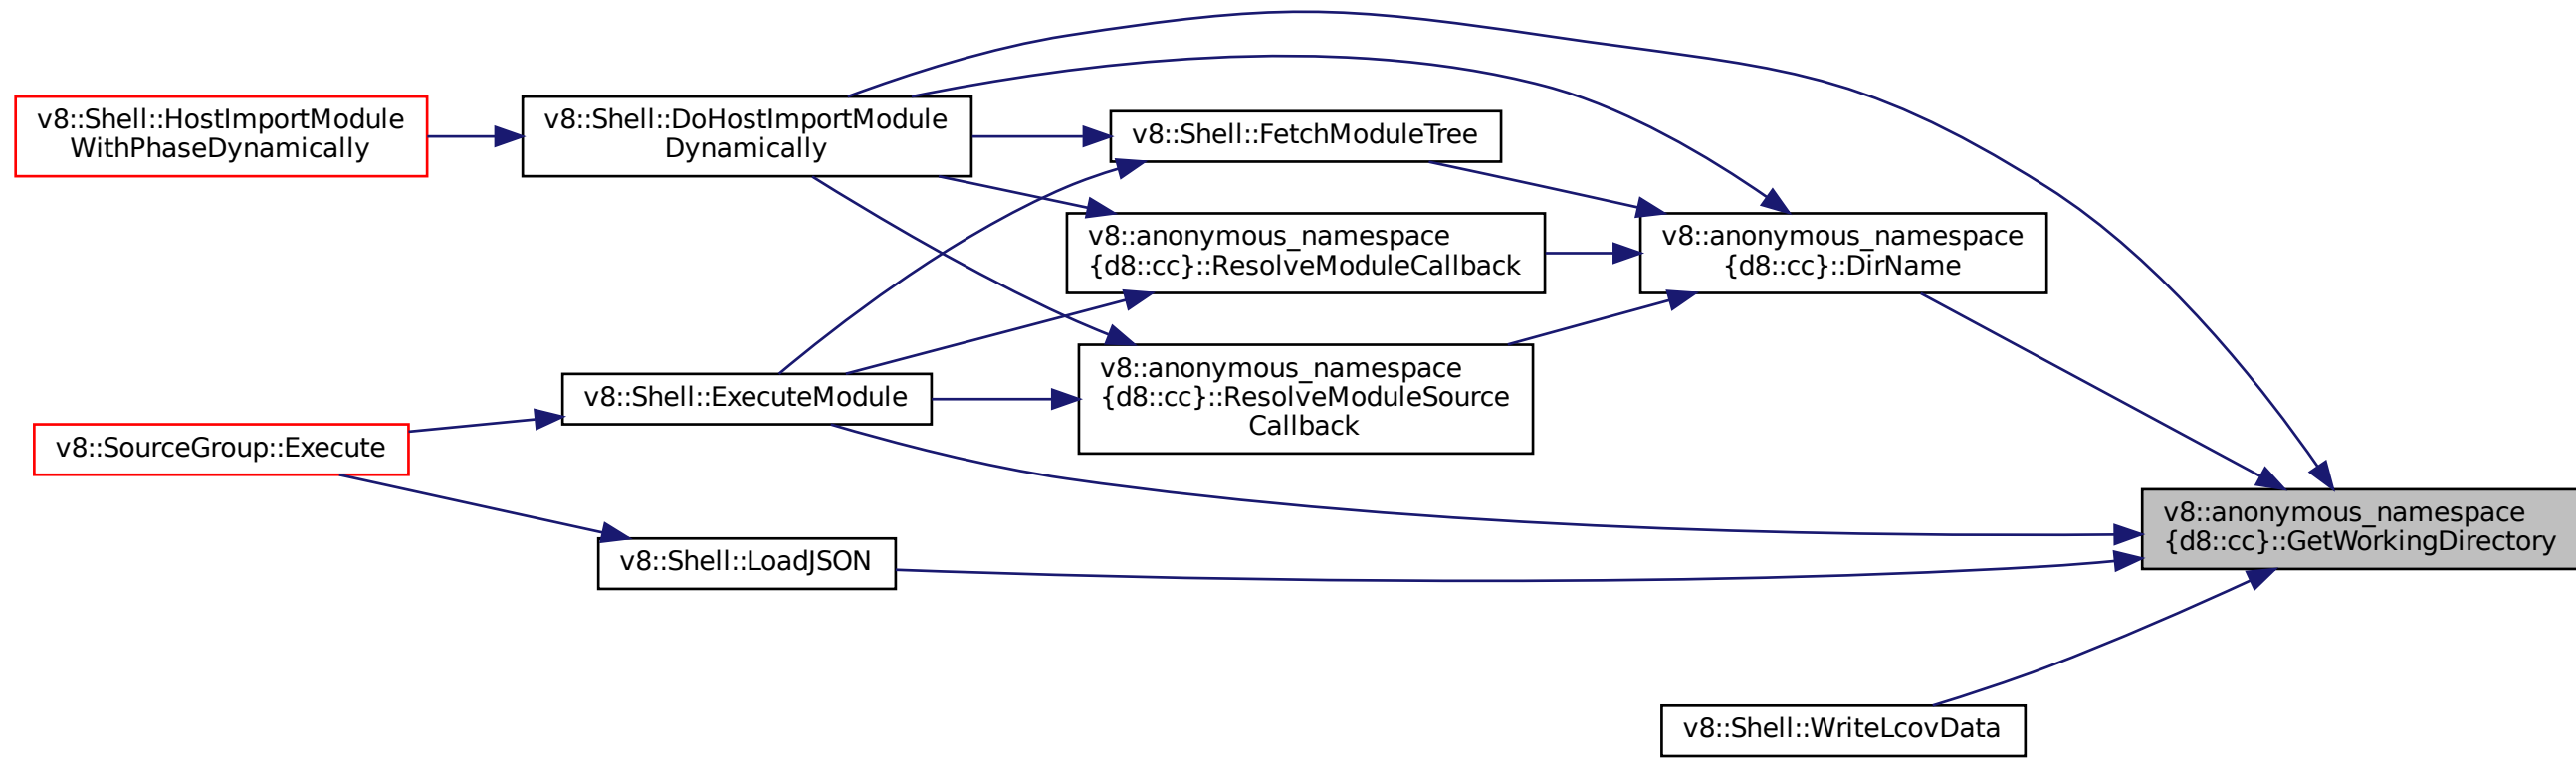 v8::Shell::HostImportModule
WithPhaseDynamically
v8::Shell::DoHostImportModule
Dynamically
v8::Shell::FetchModuleTree
v8::anonymous_namespace
{d8::cc}::ResolveModuleCallback
v8::anonymous_namespace
{d8::cc}::DirName
v8::anonymous_namespace
{d8::cc}::ResolveModuleSource
Callback
v8::Shell::ExecuteModule
v8::SourceGroup::Execute
v8::Shell::LoadJSON
v8::anonymous_namespace
{d8::cc}::GetWorkingDirectory
v8::Shell::WriteLcovData